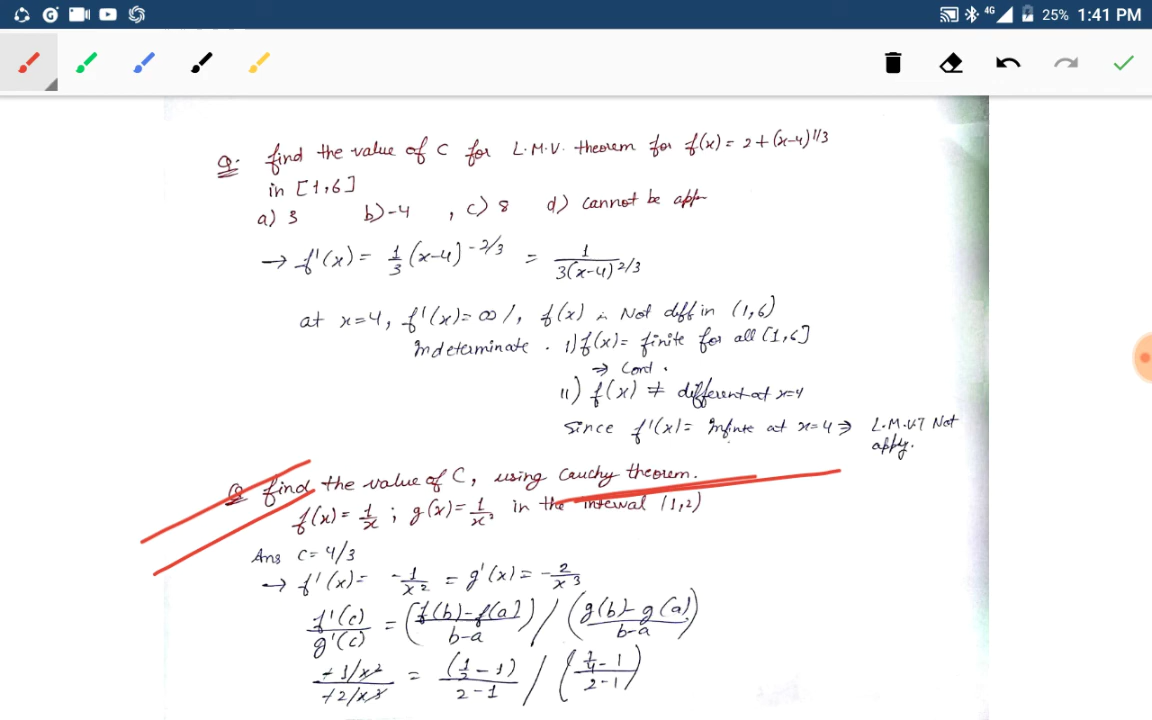 4G 25% 1:41 PM
Q. find the value of C for L.M.V. theorem for f(x) = 2+(x-4)^1/3
in [1,6]
a) 3 b) -4 , c) 8 d) cannot be app
→ f'(x) = 1/3 (x-4)^-2/3 = 1/3(x-4)^2/3
at x=4, f'(x)= ∞/, f(x) is Not diff in (1,6)
Indeterminate . i) f(x) = finite for all [1,6]
⇒ Cont .
ii) f(x) ≠ different at x=4
Since f'(x)= Infinte at x=4 ⇒ L.M.VT Not
apply.
Q find the value of C, using Cauchy theorem.
f(x) = 1/x ; g(x) = 1/x² in the interval (1,2)
Ans C= 4/3
→ f'(x) = -1/x² = g'(x) = -2/x³
f'(c)/g'(c) = (f(b)-f(a)/b-a) / (g(b)-g(a)/b-a)
+1/x²/+2/x³ = (1/2-1)/2-1 / (1/4-1/2-1)